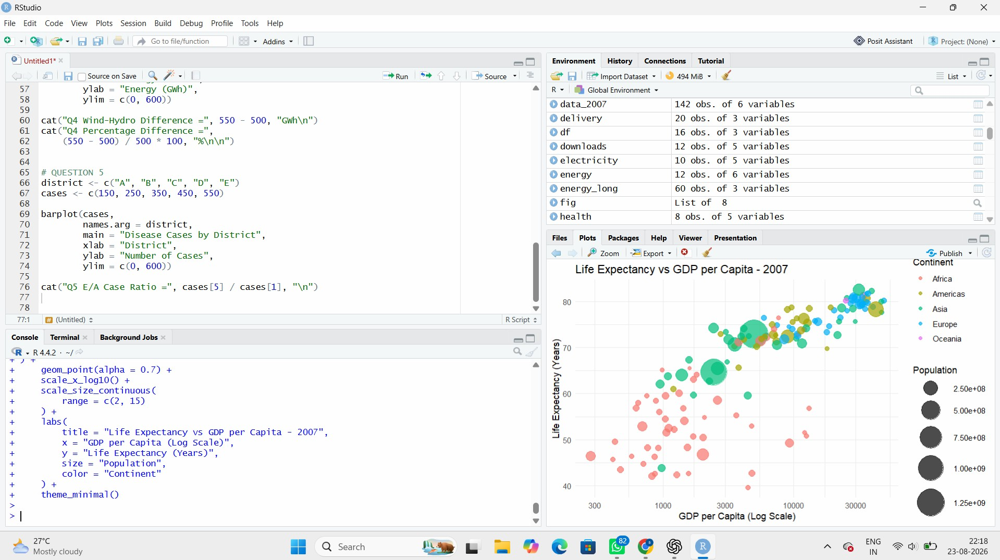 RStudio
File Edit Code View Plots Session Build Debug Profile Tools Help
Go to file/function Addins Posit Assistant Project: (None)
Untitled1*
Source on Save Run Source
57 ylab = "Energy (GWh)",
58 ylim = c(0, 600))
59
60 cat("Q4 Wind-Hydro Difference =", 550 - 500, "GWh\n")
61 cat("Q4 Percentage Difference =",
62 (550 - 500) / 500 * 100, "%\n\n")
63
64
65 # QUESTION 5
66 district <- c("A", "B", "C", "D", "E")
67 cases <- c(150, 250, 350, 450, 550)
68
69 barplot(cases,
70 names.arg = district,
71 main = "Disease Cases by District",
72 xlab = "District",
73 ylab = "Number of Cases",
74 ylim = c(0, 600))
75
76 cat("Q5 E/A Case Ratio =", cases[5] / cases[1], "\n")
77
78
77:1 (Untitled) R Script
Console Terminal Background Jobs
R 4.4.2 · ~/
+ ) +
+ geom_point(alpha = 0.7) +
+ scale_x_log10() +
+ scale_size_continuous(
+ range = c(2, 15)
+ ) +
+ labs(
+ title = "Life Expectancy vs GDP per Capita - 2007",
+ x = "GDP per Capita (Log Scale)",
+ y = "Life Expectancy (Years)",
+ size = "Population",
+ color = "Continent"
+ ) +
+ theme_minimal()
>
>
Environment History Connections Tutorial
Import Dataset 494 MiB List
R Global Environment
data_2007 142 obs. of 6 variables
delivery 20 obs. of 3 variables
df 16 obs. of 3 variables
downloads 12 obs. of 5 variables
electricity 10 obs. of 5 variables
energy 12 obs. of 6 variables
energy_long 60 obs. of 3 variables
fig List of 8
health 8 obs. of 5 variables
Files Plots Packages Help Viewer Presentation
Zoom Export Publish
Life Expectancy vs GDP per Capita - 2007
Life Expectancy (Years)
80
70
60
50
40
300 1000 3000 10000 30000
GDP per Capita (Log Scale)
Continent
Africa
Americas
Asia
Europe
Oceania
Population
2.50e+08
5.00e+08
7.50e+08
1.00e+09
1.25e+09
27°C
Mostly cloudy
Search
82
ENG
IN
22:18
23-08-2026